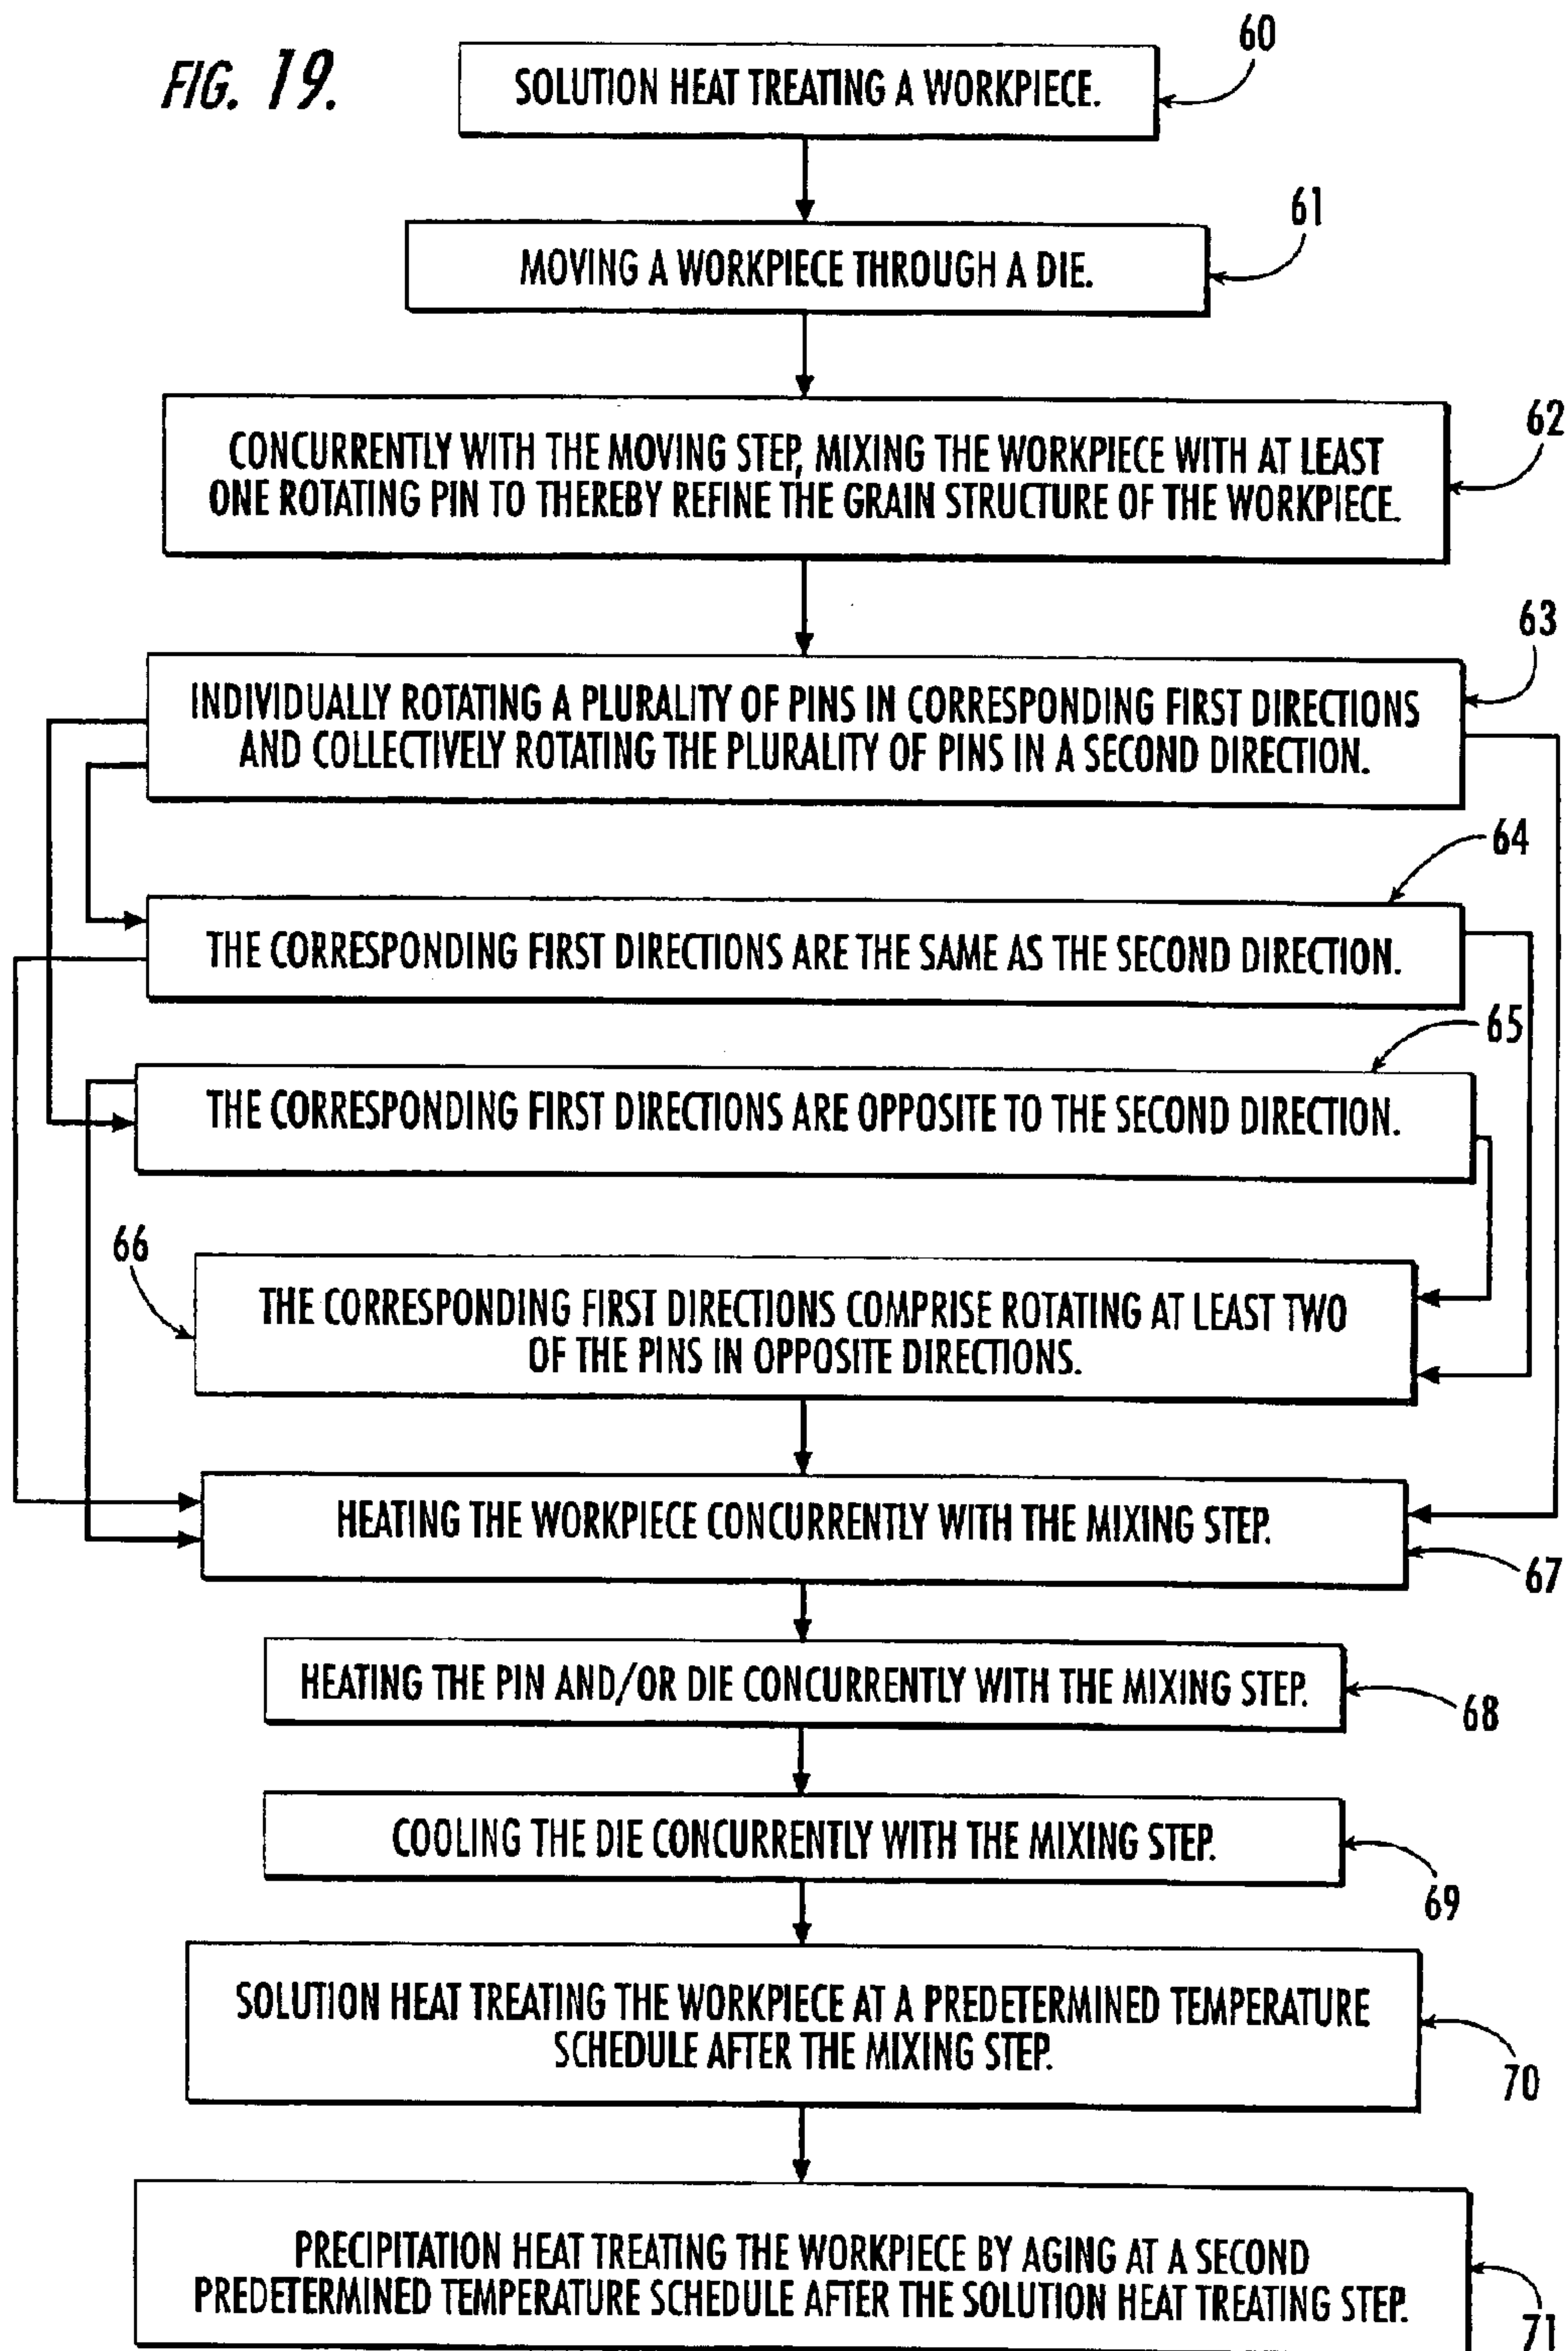 FIG. 19.
60
SOLUTION HEAT TREATING A WORKPIECE.
61
MOVING A WORKPIECE THROUGH A DIE.
62
CONCURRENTLY WITH THE MOVING STEP, MIXING THE WORKPIECE WITH AT LEAST
ONE ROTATING PIN TO THEREBY REFINE THE GRAIN STRUCTURE OF THE WORKPIECE.
63
INDIVIDUALLY ROTATING A PLURALITY OF PINS IN CORRESPONDING FIRST DIRECTIONS
AND COLLECTIVELY ROTATING THE PLURALITY OF PINS IN A SECOND DIRECTION.
64
THE CORRESPONDING FIRST DIRECTIONS ARE THE SAME AS THE SECOND DIRECTION.
65
THE CORRESPONDING FIRST DIRECTIONS ARE OPPOSITE TO THE SECOND DIRECTION.
66
THE CORRESPONDING FIRST DIRECTIONS COMPRISE ROTATING AT LEAST TWO
OF THE PINS IN OPPOSITE DIRECTIONS.
HEATING THE WORKPIECE CONCURRENTLY WITH THE MIXING STEP.
67
HEATING THE PIN AND/OR DIE CONCURRENTLY WITH THE MIXING STEP.
68
COOLING THE DIE CONCURRENTLY WITH THE MIXING STEP.
69
SOLUTION HEAT TREATING THE WORKPIECE AT A PREDETERMINED TEMPERATURE
SCHEDULE AFTER THE MIXING STEP.
70
PRECIPITATION HEAT TREATING THE WORKPIECE BY AGING AT A SECOND
PREDETERMINED TEMPERATURE SCHEDULE AFTER THE SOLUTION HEAT TREATING STEP.
71